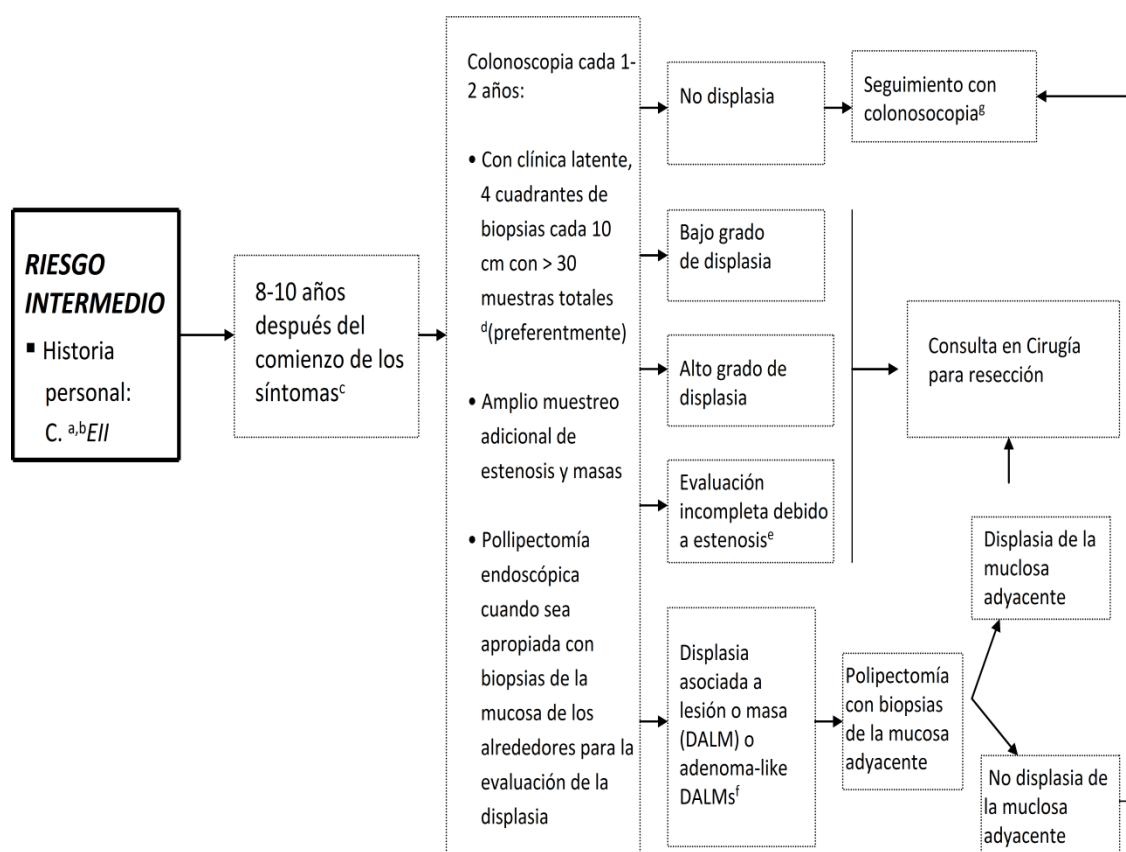 RIESGO
INTERMEDIO
▪ Historia
personal:
C. a,bEII
8-10 años
después del
comienzo de los
síntomasc
Colonoscopia cada 1-
2 años:
• Con clínica latente,
4 cuadrantes de
biopsias cada 10
cm con > 30
muestras totales
d(preferentmente)
• Amplio muestreo
adicional de
estenosis y masas
• Pollipectomía
endoscópica
cuando sea
apropiada con
biopsias de la
mucosa de los
alrededores para la
evaluación de la
displasia
No displasia
Seguimiento con
colonosocopiag
Bajo grado
de displasia
Alto grado de
displasia
Evaluación
incompleta debido
a estenosise
Consulta en Cirugía
para resección
Displasia
asociada a
lesión o masa
(DALM) o
adenoma-like
DALMsf
Polipectomía
con biopsias
de la mucosa
adyacente
Displasia de la
muclosa
adyacente
No displasia de
la muclosa
adyacente